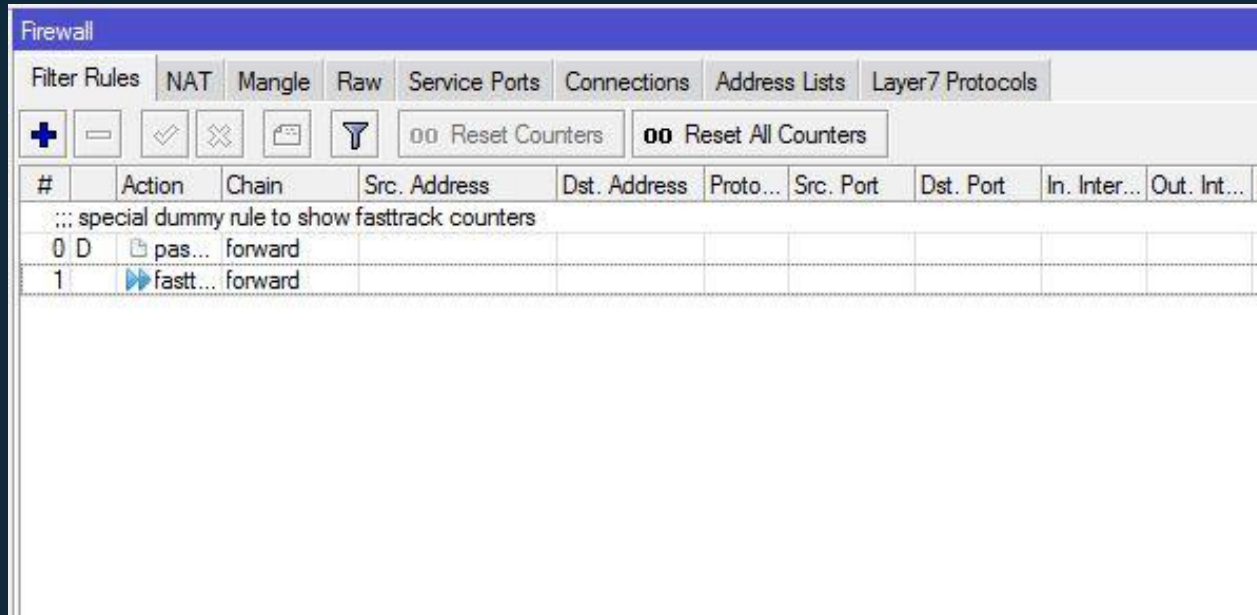 Firewall
Filter Rules NAT Mangle Raw Service Ports Connections Address Lists Layer7 Protocols
00 Reset Counters 00 Reset All Counters
# Action Chain Src. Address Dst. Address Proto... Src. Port Dst. Port In. Inter... Out. Int...
;;; special dummy rule to show fasttrack counters
0 D pas... forward
1 fastt... forward